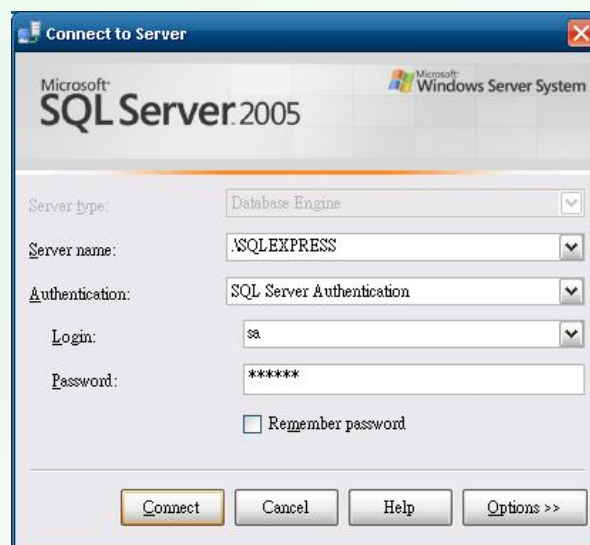 Connect to Server
Microsoft
SQL Server 2005
Microsoft
Windows Server System
Server type:
Database Engine
Server name:
.\SQLEXPRESS
Authentication:
SQL Server Authentication
Login:
sa
Password:
******
Remember password
Connect
Cancel
Help
Options >>